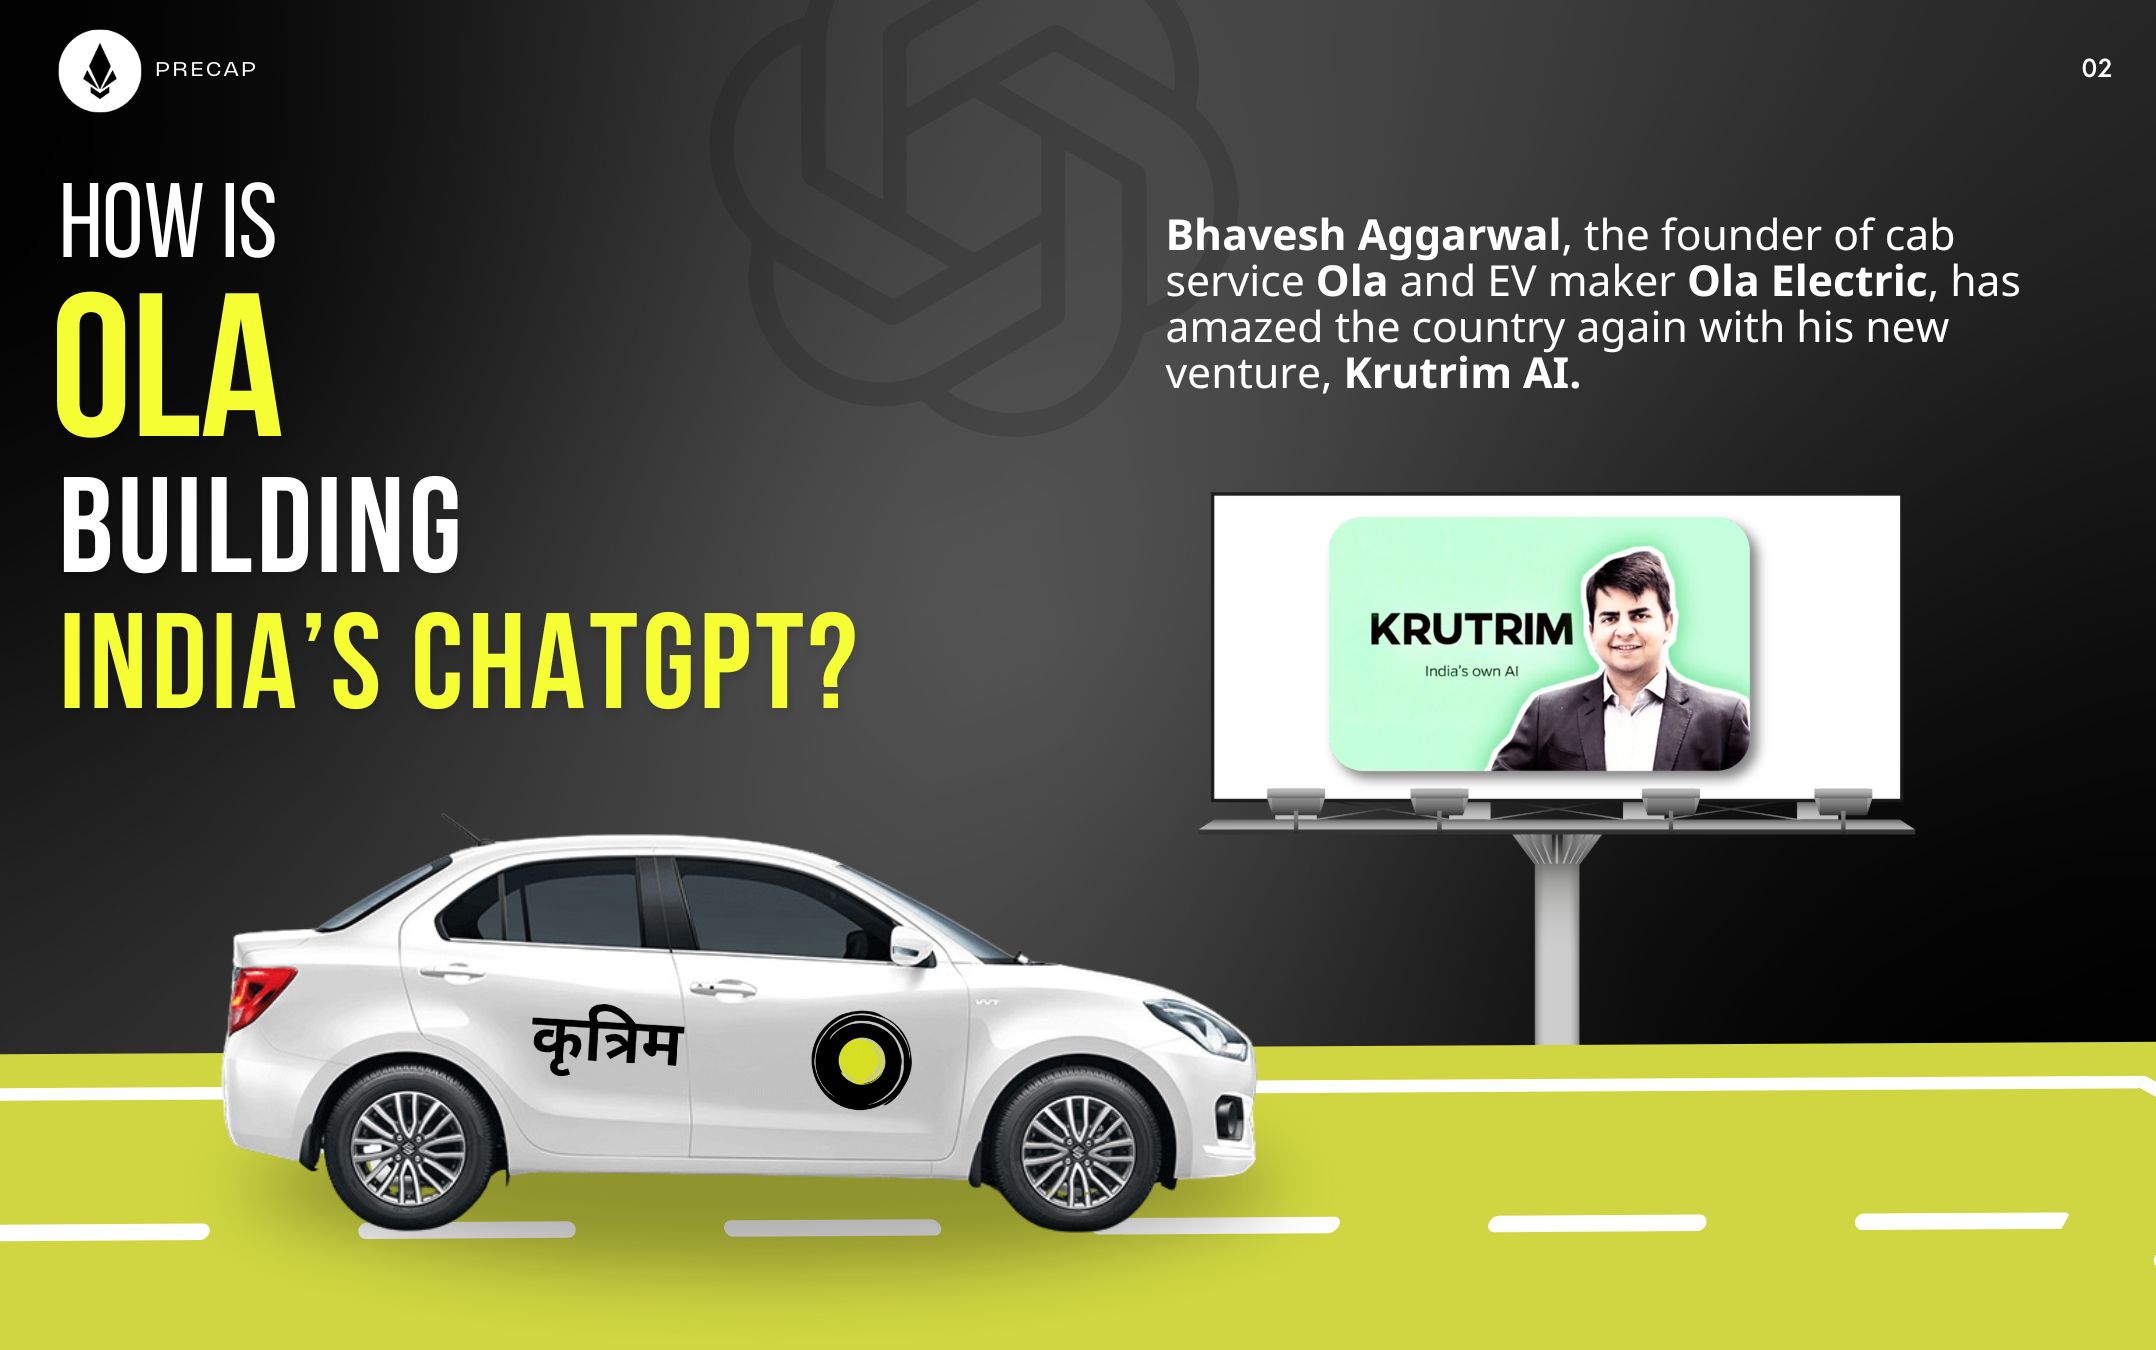 PRECAP
02
HOW IS
OLA
BUILDING
INDIA’S CHATGPT?
Bhavesh Aggarwal, the founder of cab
service Ola and EV maker Ola Electric, has
amazed the country again with his new
venture, Krutrim AI.
KRUTRIM
India's own AI
कृत्रिम
VVT